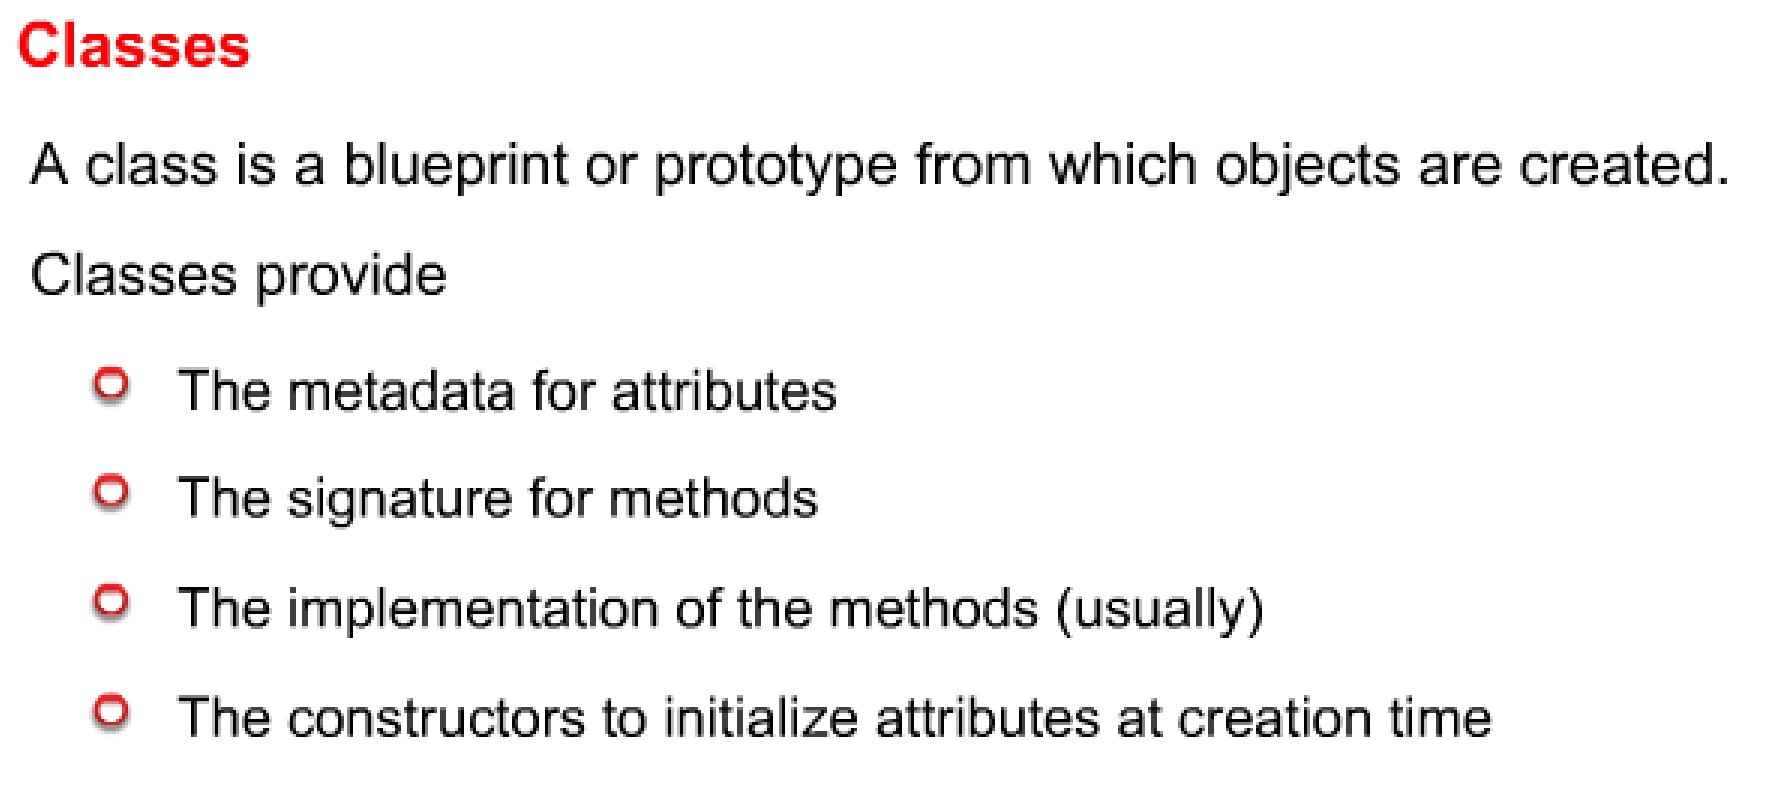 Classes
A class is a blueprint or prototype from which objects are created.
Classes provide
The metadata for attributes
The signature for methods
The implementation of the methods (usually)
The constructors to initialize attributes at creation time